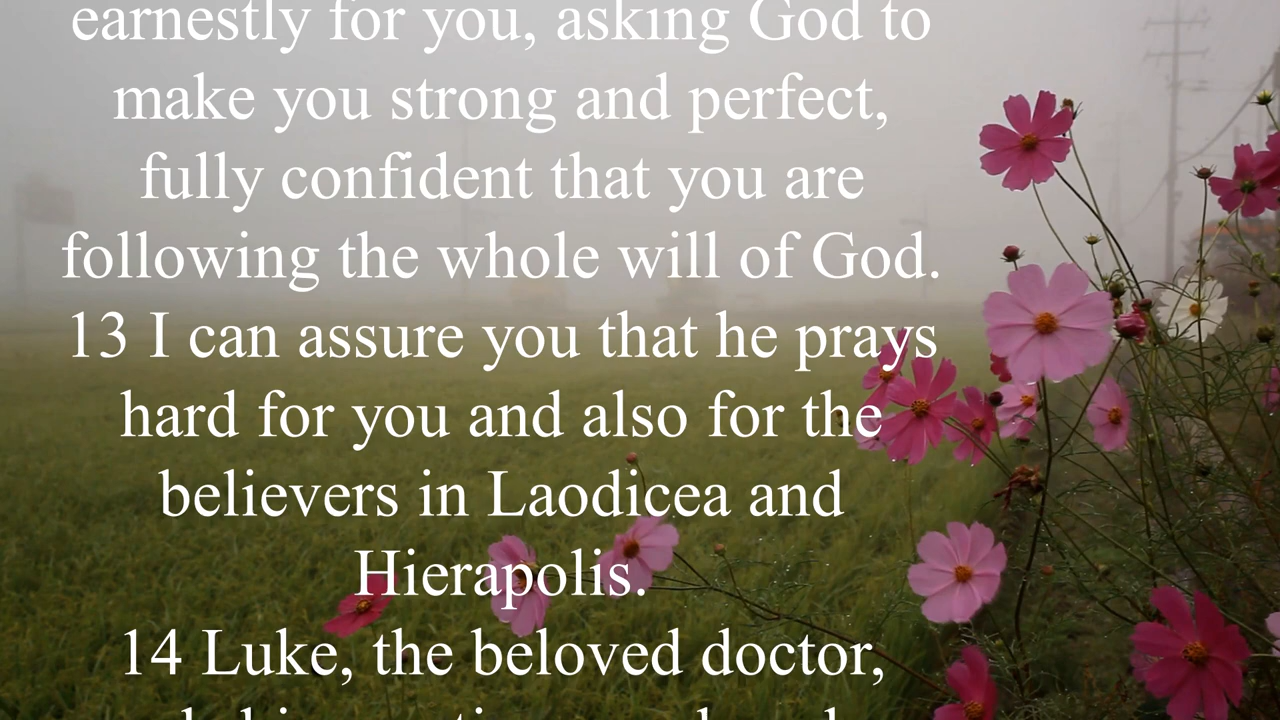 earnestly for you, asking God to
make you strong and perfect,
fully confident that you are
following the whole will of God.
13 I can assure you that he prays
hard for you and also for the
believers in Laodicea and
Hierapolis.
14 Luke, the beloved doctor,